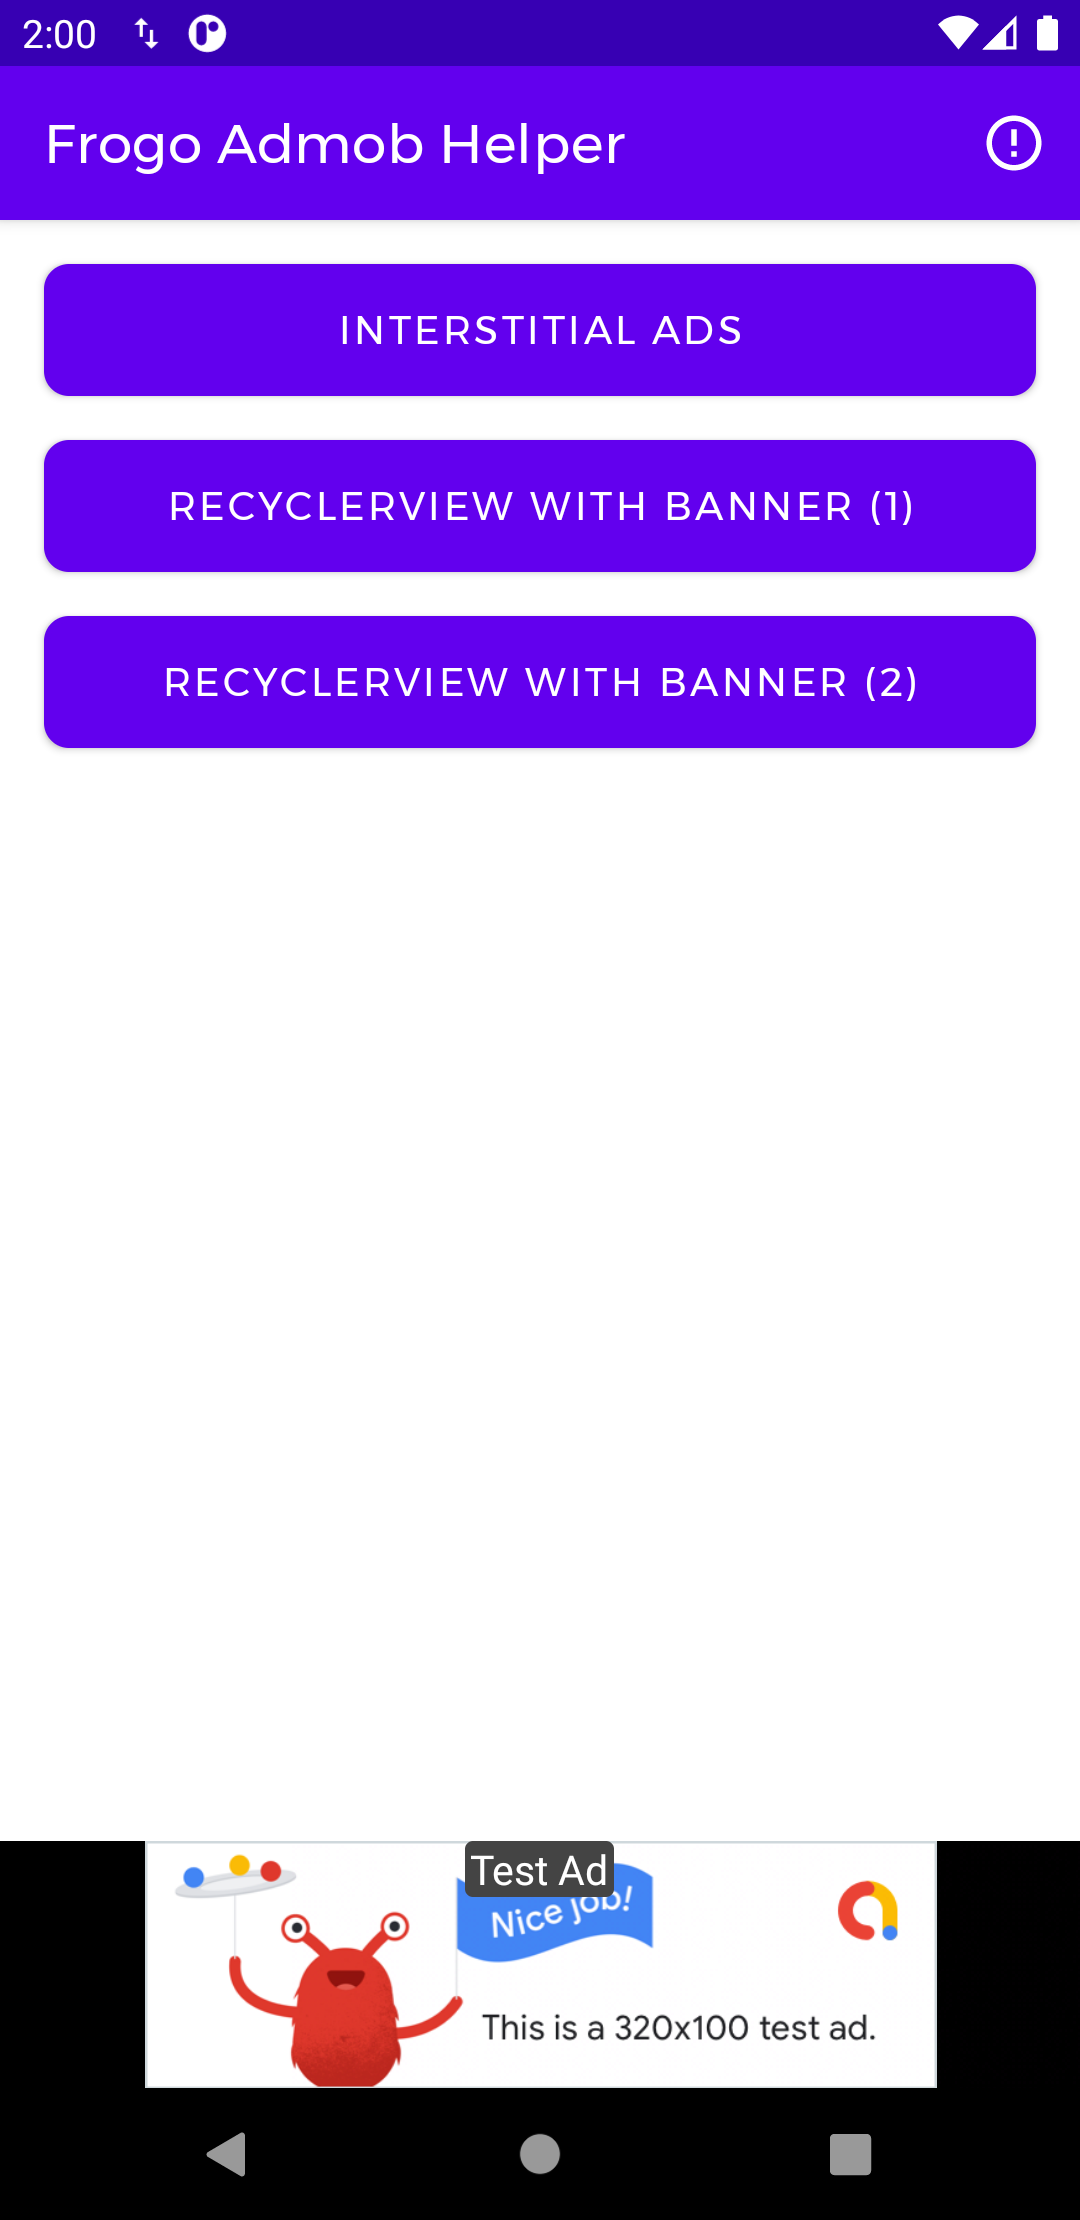 2:00
Frogo Admob Helper
INTERSTITIAL ADS
RECYCLERVIEW WITH BANNER (1)
RECYCLERVIEW WITH BANNER (2)
Test Ad
Nice job!
This is a 320x100 test ad.